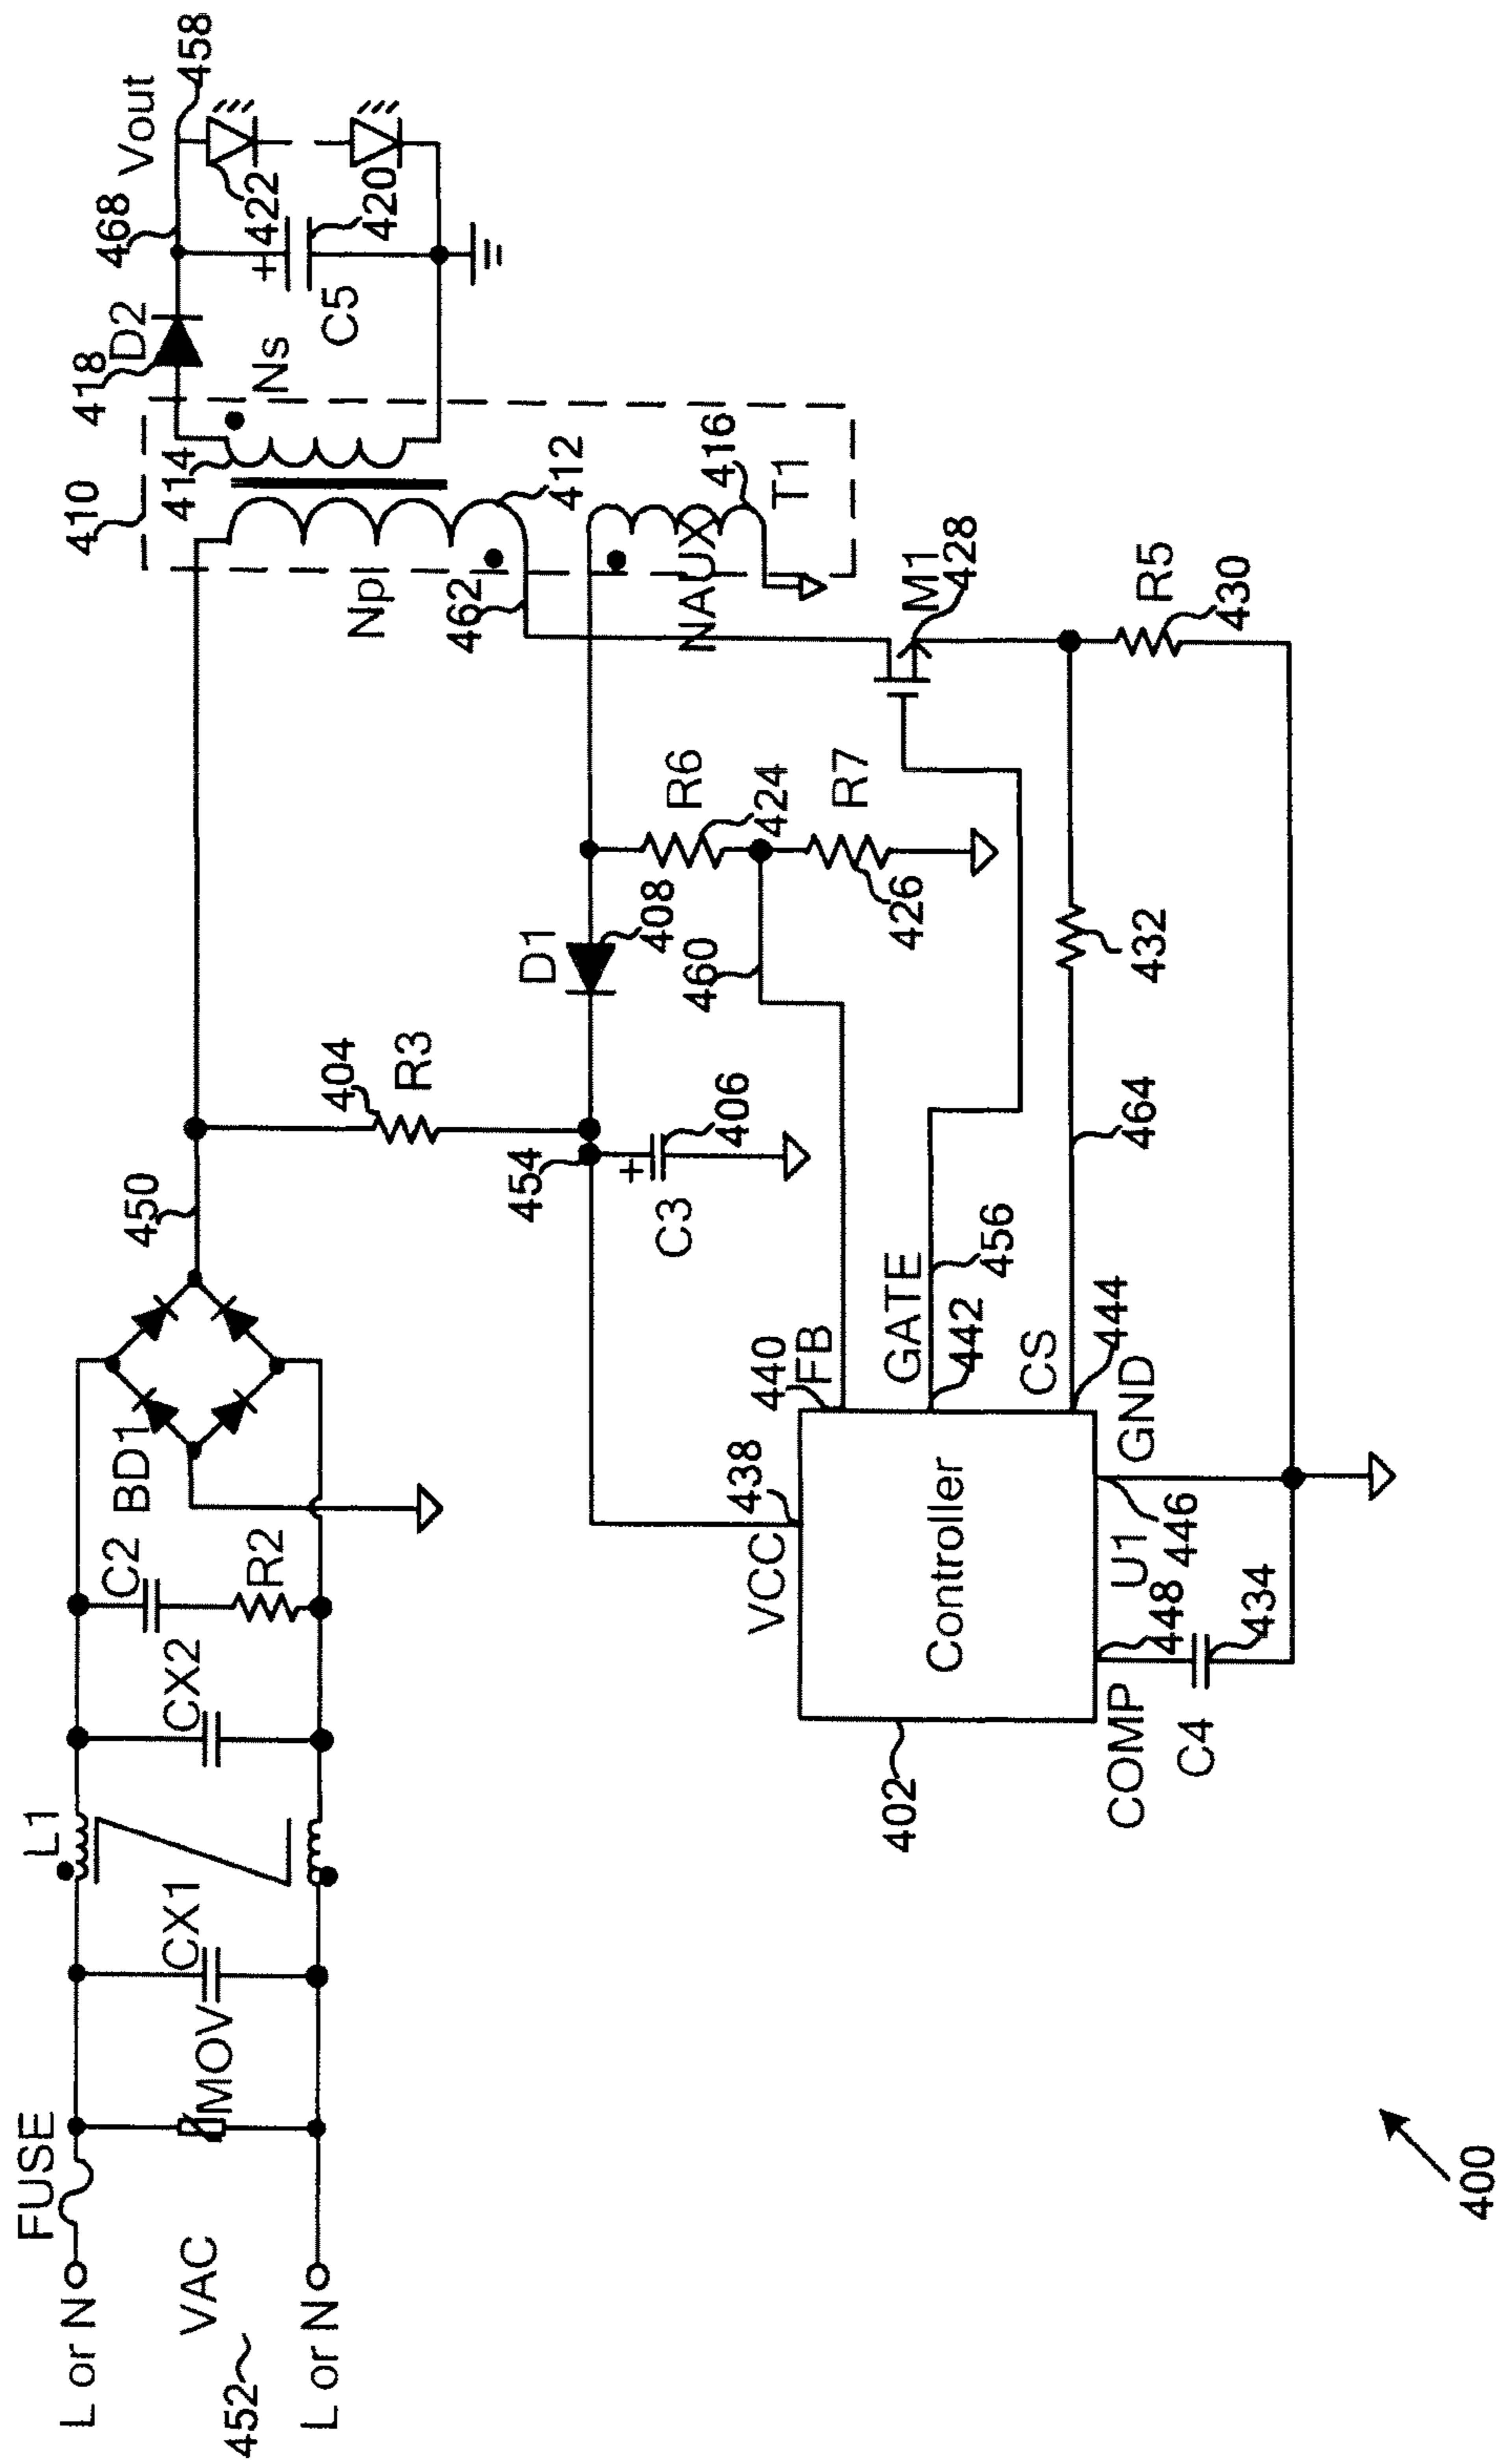 FUSE
L or N
VAC
452
L or N
MOV
CX1
L1
CX2
C2
R2
BD1
450
404
R3
454
C3
406
D1
408
460
R6
424
R7
426
410
414
Npl
462
412
NAUX
416
T1
Ns
418
D2
468
Vout
458
422
420
C5
M1
428
R5
430
432
464
456
GATE
442
440
FB
CS
444
GND
438
VCC
Controller
402
U1
446
448
434
COMP
C4
400